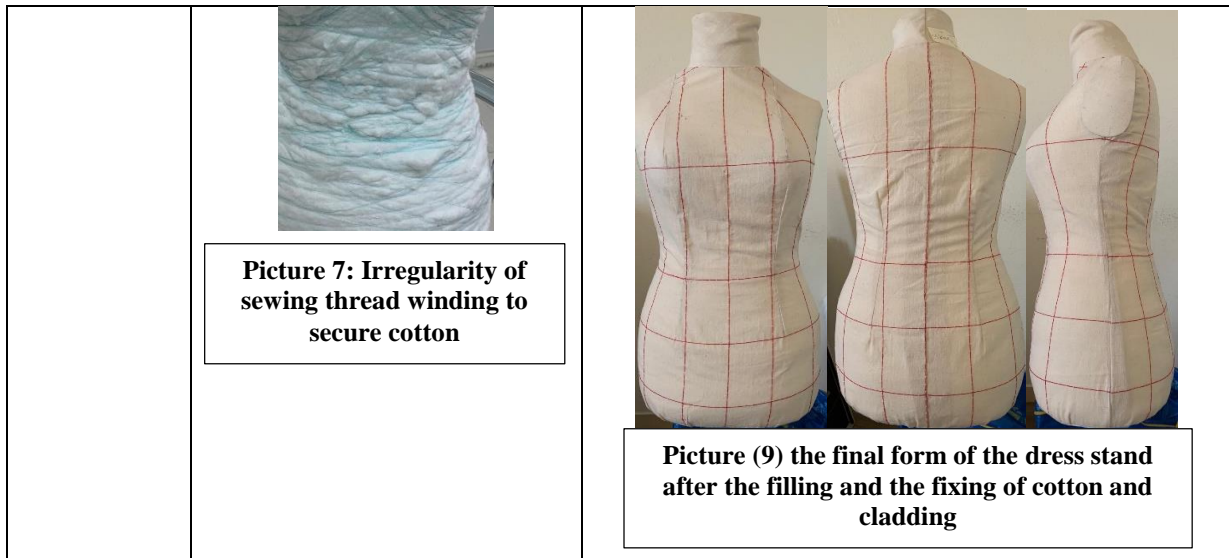 Picture 7: Irregularity of
sewing thread winding to
secure cotton
Picture (9) the final form of the dress stand
after the filling and the fixing of cotton and
cladding